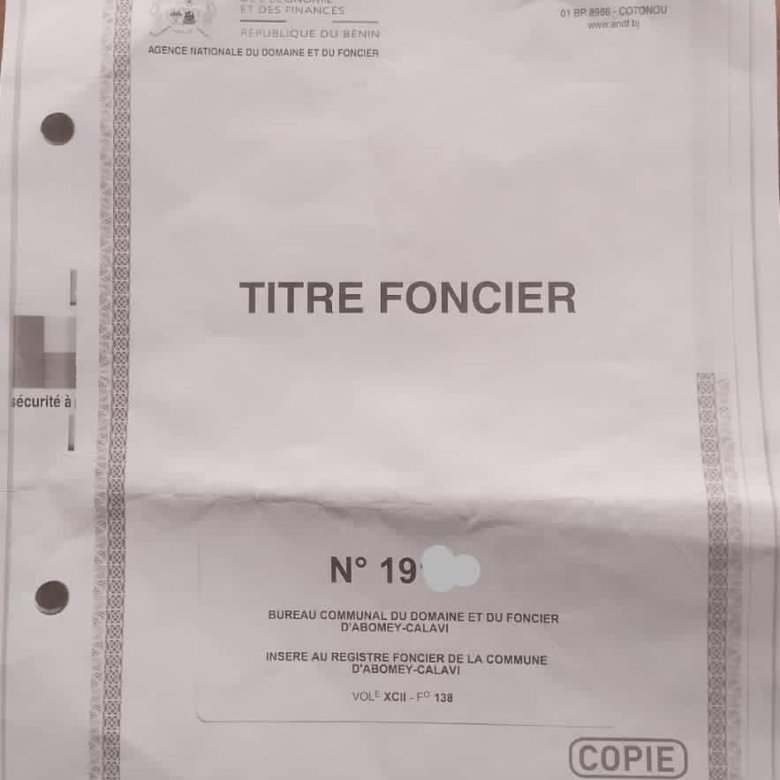 ET DES FINANCES
RÉPUBLIQUE DU BÉNIN
AGENCE NATIONALE DU DOMAINE ET DU FONCIER
01 BP 8986 - COTONOU
www.andf.bj
TITRE FONCIER
sécurité à
N° 19
BUREAU COMMUNAL DU DOMAINE ET DU FONCIER
D'ABOMEY-CALAVI
INSERE AU REGISTRE FONCIER DE LA COMMUNE
D'ABOMEY-CALAVI
VOLE XCII - FO 138
COPIE